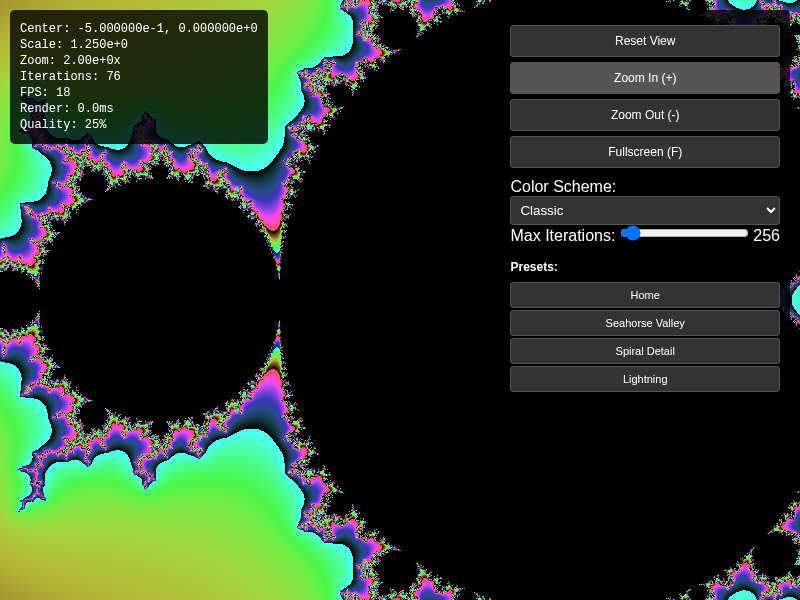 Center: -5.000000e-1, 0.000000e+0
Scale: 1.250e+0
Zoom: 2.00e+0x
Iterations: 76
FPS: 18
Render: 0.0ms
Quality: 25%
Reset View
Zoom In (+)
Zoom Out (-)
Fullscreen (F)
Color Scheme:
Classic
Max Iterations: 256
Presets:
Home
Seahorse Valley
Spiral Detail
Lightning